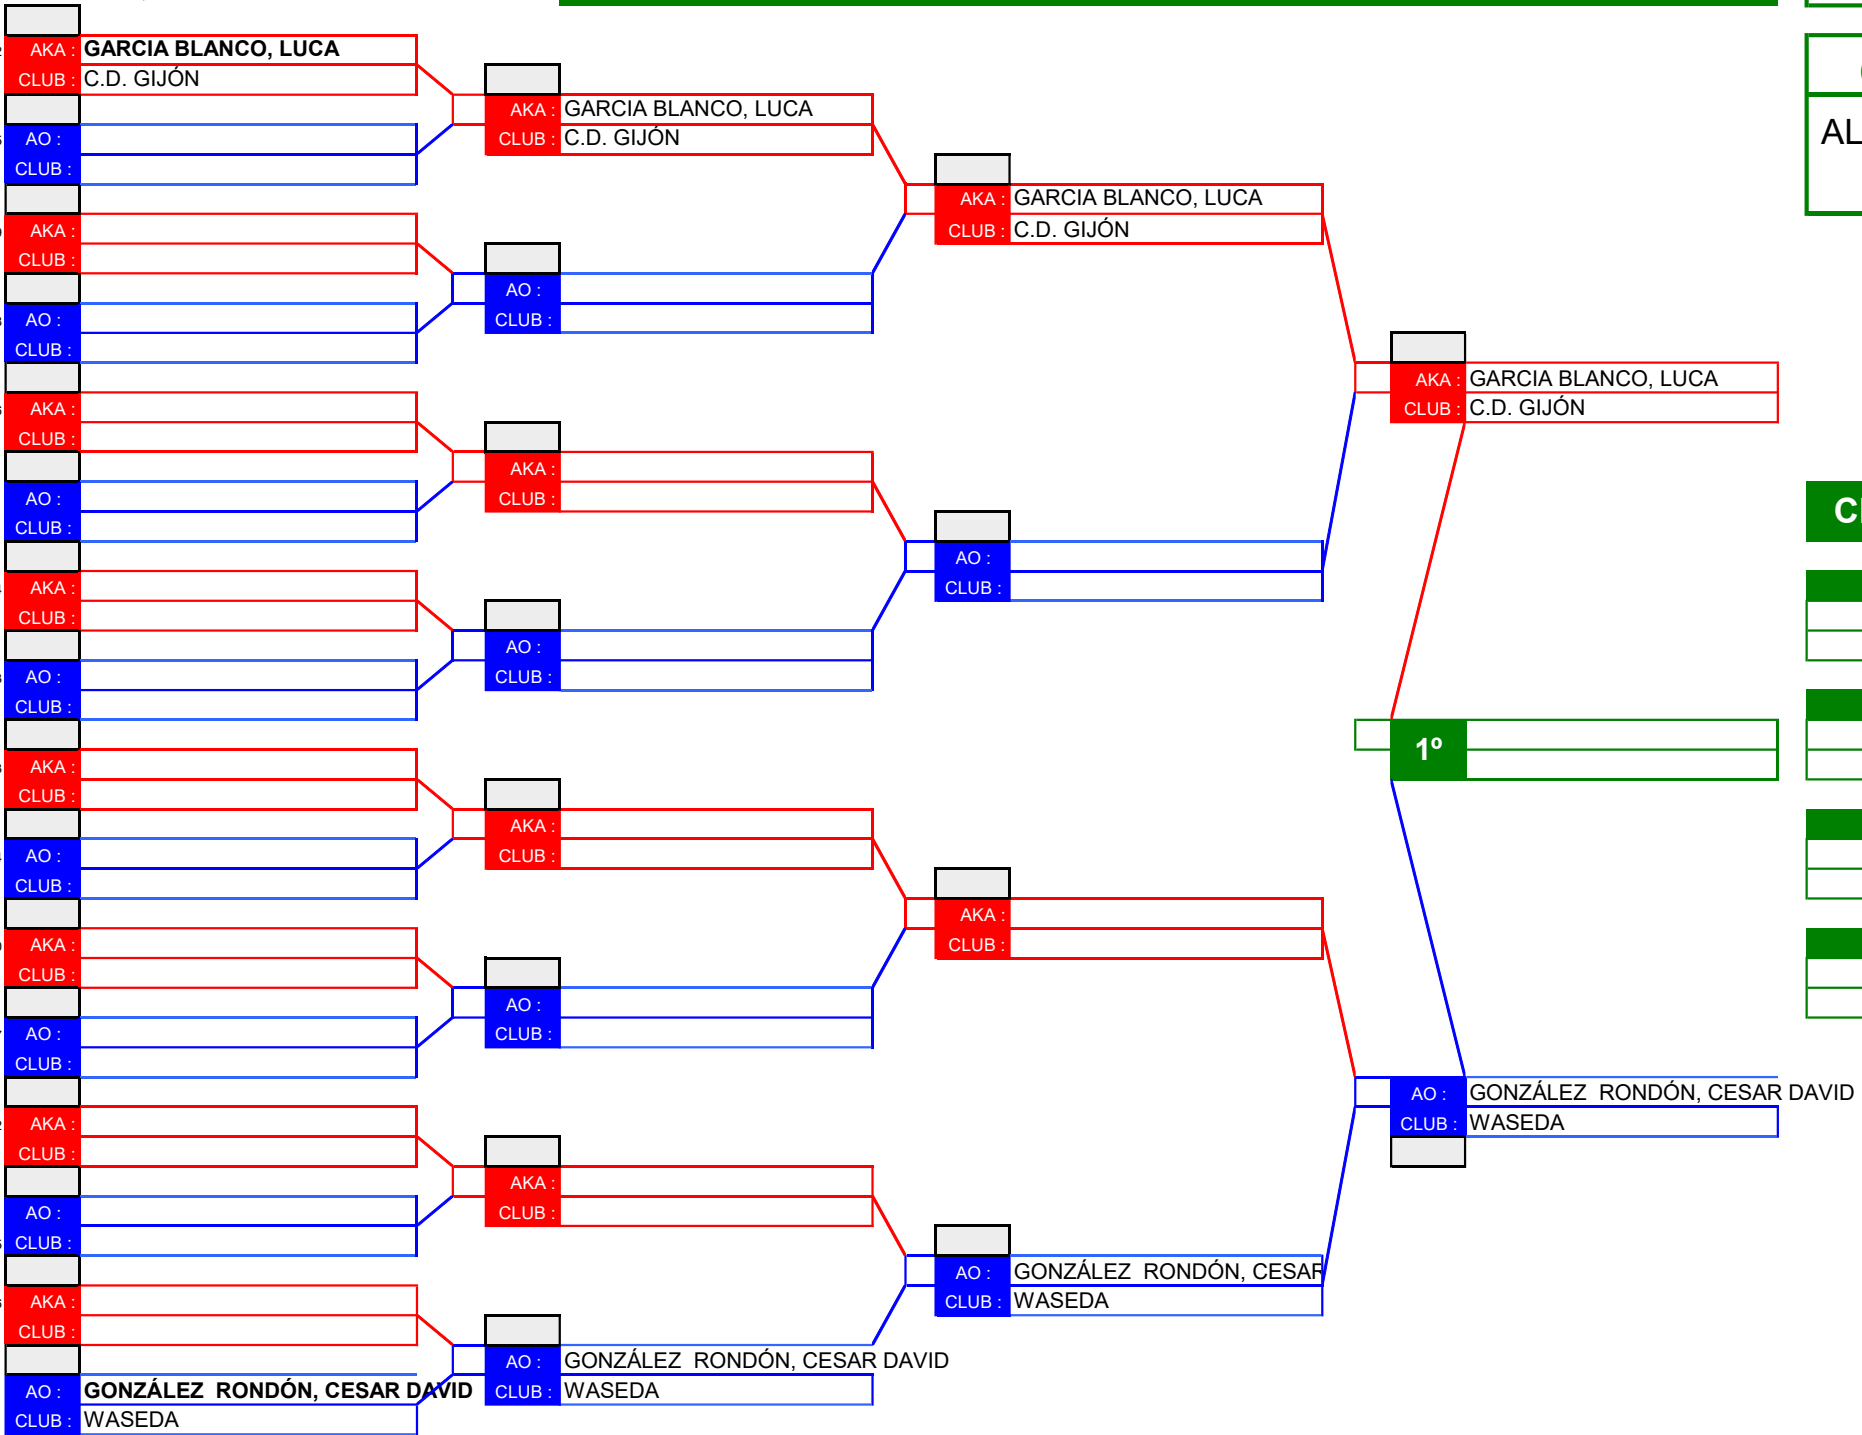 AKA : GARCIA BLANCO, LUCA
CLUB : C.D. GIJÓN
AO :
CLUB :
AKA :
CLUB :
AO :
CLUB :
AKA :
CLUB :
AO :
CLUB :
AKA :
CLUB :
AO :
CLUB :
AKA :
CLUB :
AO :
CLUB :
AKA :
CLUB :
AO :
CLUB :
AKA :
CLUB :
AO :
CLUB :
AKA :
CLUB :
AO : GONZÁLEZ RONDÓN, CESAR DAVID
CLUB : WASEDA
AKA : GARCIA BLANCO, LUCA
CLUB : C.D. GIJÓN
AO :
CLUB :
AKA :
CLUB :
AO :
CLUB :
AKA :
CLUB :
AO :
CLUB :
AKA :
CLUB :
AO : GONZÁLEZ RONDÓN, CESAR DAVID
CLUB : WASEDA
AKA : GARCIA BLANCO, LUCA
CLUB : C.D. GIJÓN
AO :
CLUB :
AKA :
CLUB :
AO : GONZÁLEZ RONDÓN, CESAR
CLUB : WASEDA
AKA : GARCIA BLANCO, LUCA
CLUB : C.D. GIJÓN
1º
AO : GONZÁLEZ RONDÓN, CESAR DAVID
CLUB : WASEDA
AL